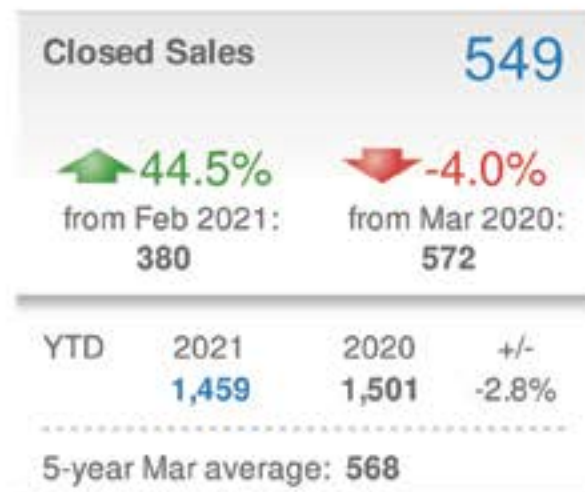 Closed Sales 549
44.5% -4.0%
from Feb 2021: from Mar 2020:
380 572
YTD 2021 2020 +/-
1,459 1,501 -2.8%
5-year Mar average: 568